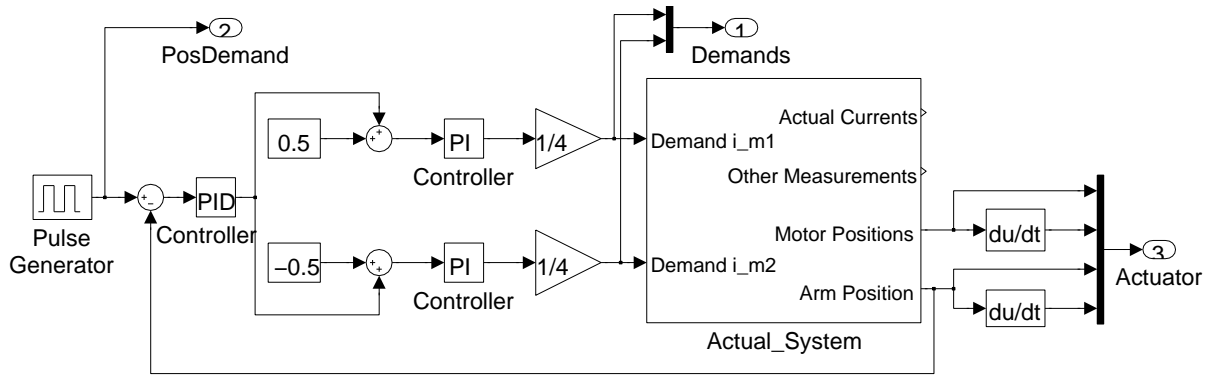 2
PosDemand
1
Demands
0.5
+
+
PI
Controller
1/4
Demand i_m1
Actual Currents
Other Measurements
Pulse
Generator
+
−
PID
Controller
−0.5
+
+
PI
Controller
1/4
Demand i_m2
Motor Positions
Arm Position
du/dt
du/dt
3
Actuator
Actual_System